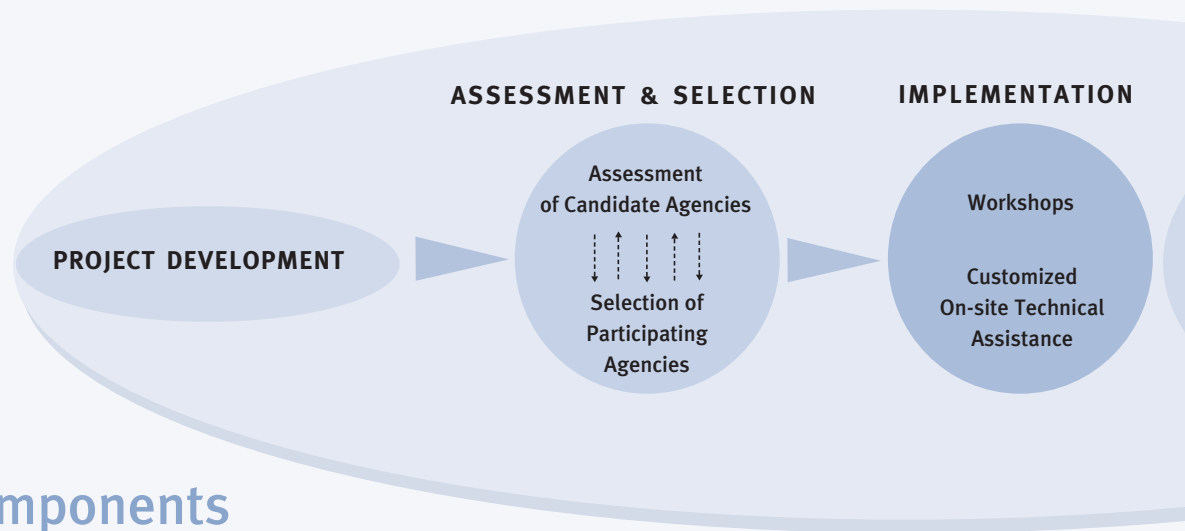 PROJECT DEVELOPMENT
ASSESSMENT & SELECTION
Assessment
of Candidate Agencies
Selection of
Participating
Agencies
IMPLEMENTATION
Workshops
Customized
On-site Technical
Assistance
mponents